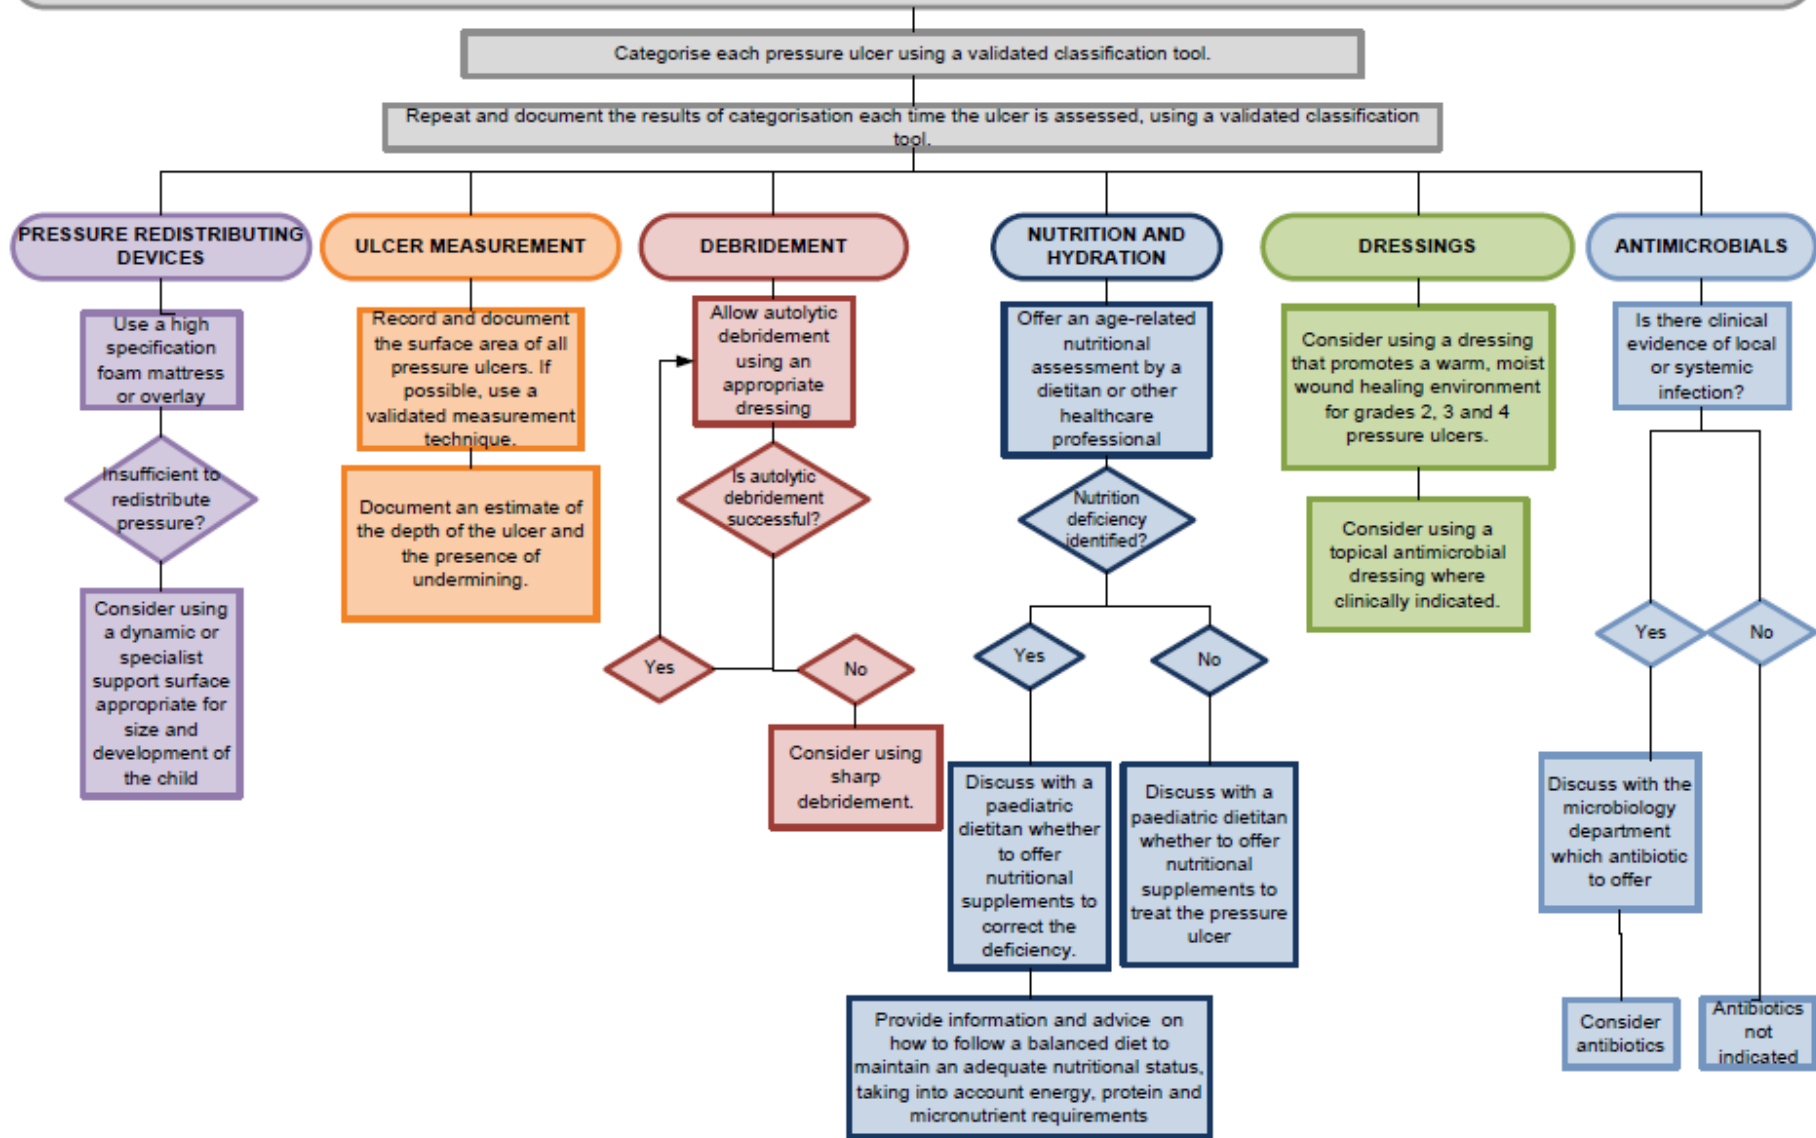 Categorise each pressure ulcer using a validated classification tool.
Repeat and document the results of categorisation each time the ulcer is assessed, using a validated classification
tool.
PRESSURE REDISTRIBUTING
DEVICES
Use a high
specification
foam mattress
or overlay
Insufficient to
redistribute
pressure?
Consider using
a dynamic or
specialist
support surface
appropriate for
size and
development of
the child
ULCER MEASUREMENT
Record and document
the surface area of all
pressure ulcers. If
possible, use a
validated measurement
technique.
Document an estimate of
the depth of the ulcer and
the presence of
undermining.
DEBRIDEMENT
Allow autolytic
debridement
using an
appropriate
dressing
Is autolytic
debridement
successful?
Yes
No
Consider using
sharp
debridement.
NUTRITION AND
HYDRATION
Offer an age-related
nutritional
assessment by a
dietitan or other
healthcare
professional
Nutrition
deficiency
identified?
Yes
No
Discuss with a
paediatric
dietitan whether
to offer
nutritional
supplements to
correct the
deficiency.
Discuss with a
paediatric dietitan
whether to offer
nutritional
supplements to
treat the pressure
ulcer
Provide information and advice on
how to follow a balanced diet to
maintain an adequate nutritional status,
taking into account energy, protein and
micronutrient requirements
DRESSINGS
Consider using a dressing
that promotes a warm, moist
wound healing environment
for grades 2, 3 and 4
pressure ulcers.
Consider using a
topical antimicrobial
dressing where
clinically indicated.
ANTIMICROBIALS
Is there clinical
evidence of local
or systemic
infection?
Yes
No
Discuss with the
microbiology
department
which antibiotic
to offer
Consider
antibiotics
Antibiotics
not
indicated